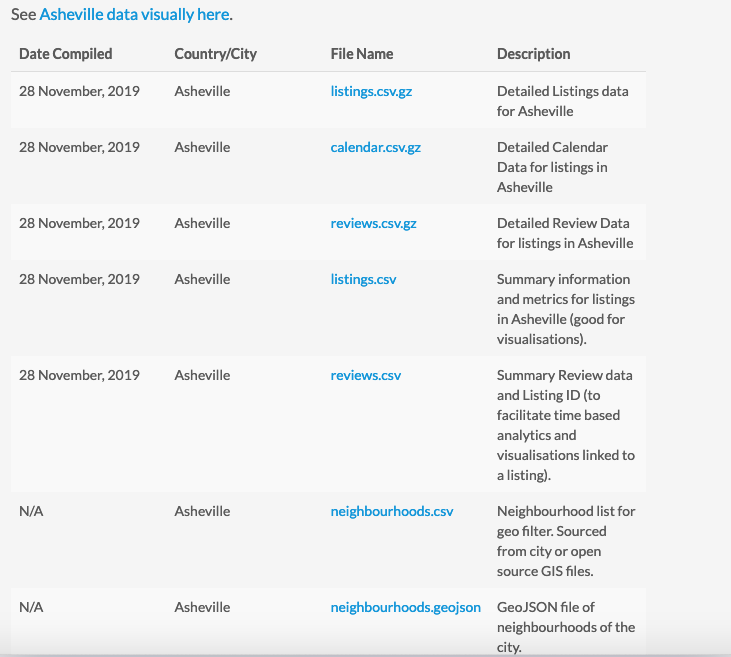 See Asheville data visually here.
Date Compiled Country/City File Name Description
28 November, 2019 Asheville listings.csv.gz Detailed Listings data
for Asheville
28 November, 2019 Asheville calendar.csv.gz Detailed Calendar
Data for listings in
Asheville
28 November, 2019 Asheville reviews.csv.gz Detailed Review Data
for listings in Asheville
28 November, 2019 Asheville listings.csv Summary information
and metrics for listings
in Asheville (good for
visualisations).
28 November, 2019 Asheville reviews.csv Summary Review data
and Listing ID (to
facilitate time based
analytics and
visualisations linked to
a listing).
N/A Asheville neighbourhoods.csv Neighbourhood list for
geo filter. Sourced
from city or open
source GIS files.
N/A Asheville neighbourhoods.geojson GeoJSON file of
neighbourhoods of the
city.